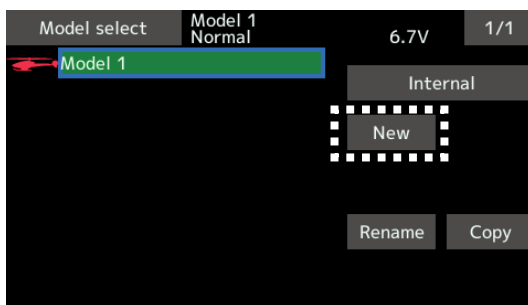 Model select
Model 1
Normal
6.7V
1/1
Model 1
Internal
New
Rename
Copy